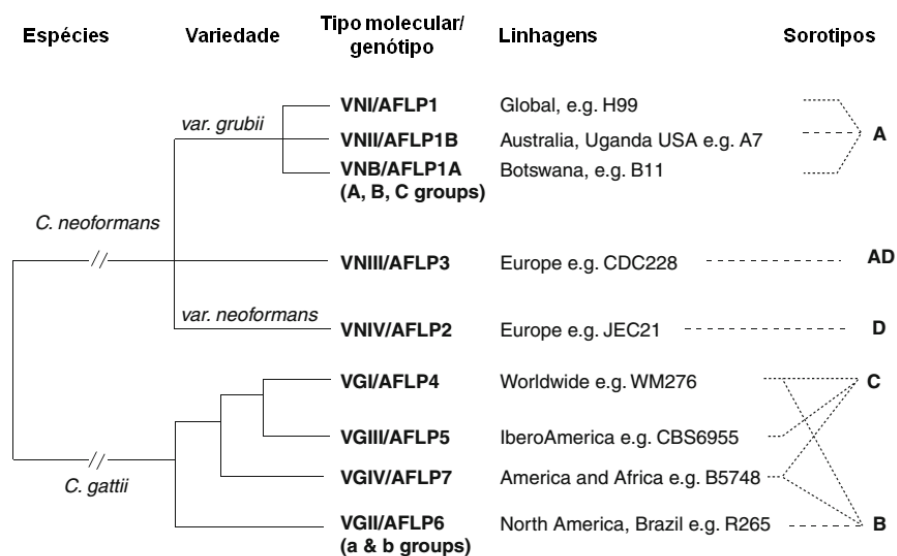 Espécies Variedade Tipo molecular/ genótipo Linhagens Sorotipos
VNI/AFLP1 Global, e.g. H99
var. grubii
VNII/AFLP1B Australia, Uganda USA e.g. A7 A
VNB/AFLP1A Botswana, e.g. B11
(A, B, C groups)
C. neoformans
VNIII/AFLP3 Europe e.g. CDC228 AD
var. neoformans
VNIV/AFLP2 Europe e.g. JEC21 D
VGI/AFLP4 Worldwide e.g. WM276 C
VGIII/AFLP5 IberoAmerica e.g. CBS6955
VGIV/AFLP7 America and Africa e.g. B5748
C. gattii
VGII/AFLP6 North America, Brazil e.g. R265 B
(a & b groups)